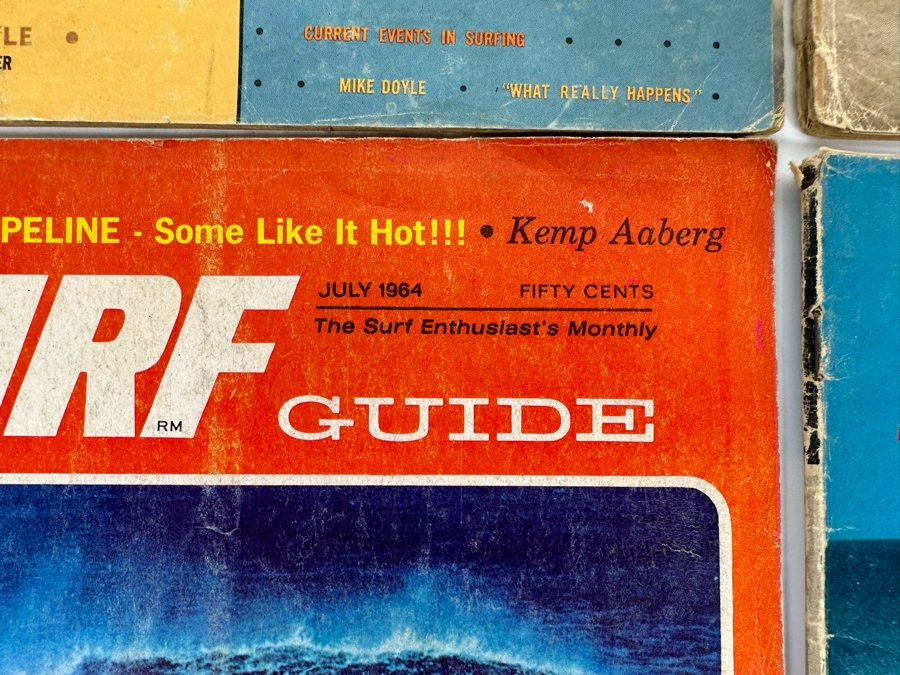 CURRENT EVENTS IN SURFING
MIKE DOYLE • "WHAT REALLY HAPPENS"
PELINE - Some Like It Hot!!! • Kemp Aaberg
JULY 1964 FIFTY CENTS
The Surf Enthusiast's Monthly
URF RM
GUIDE